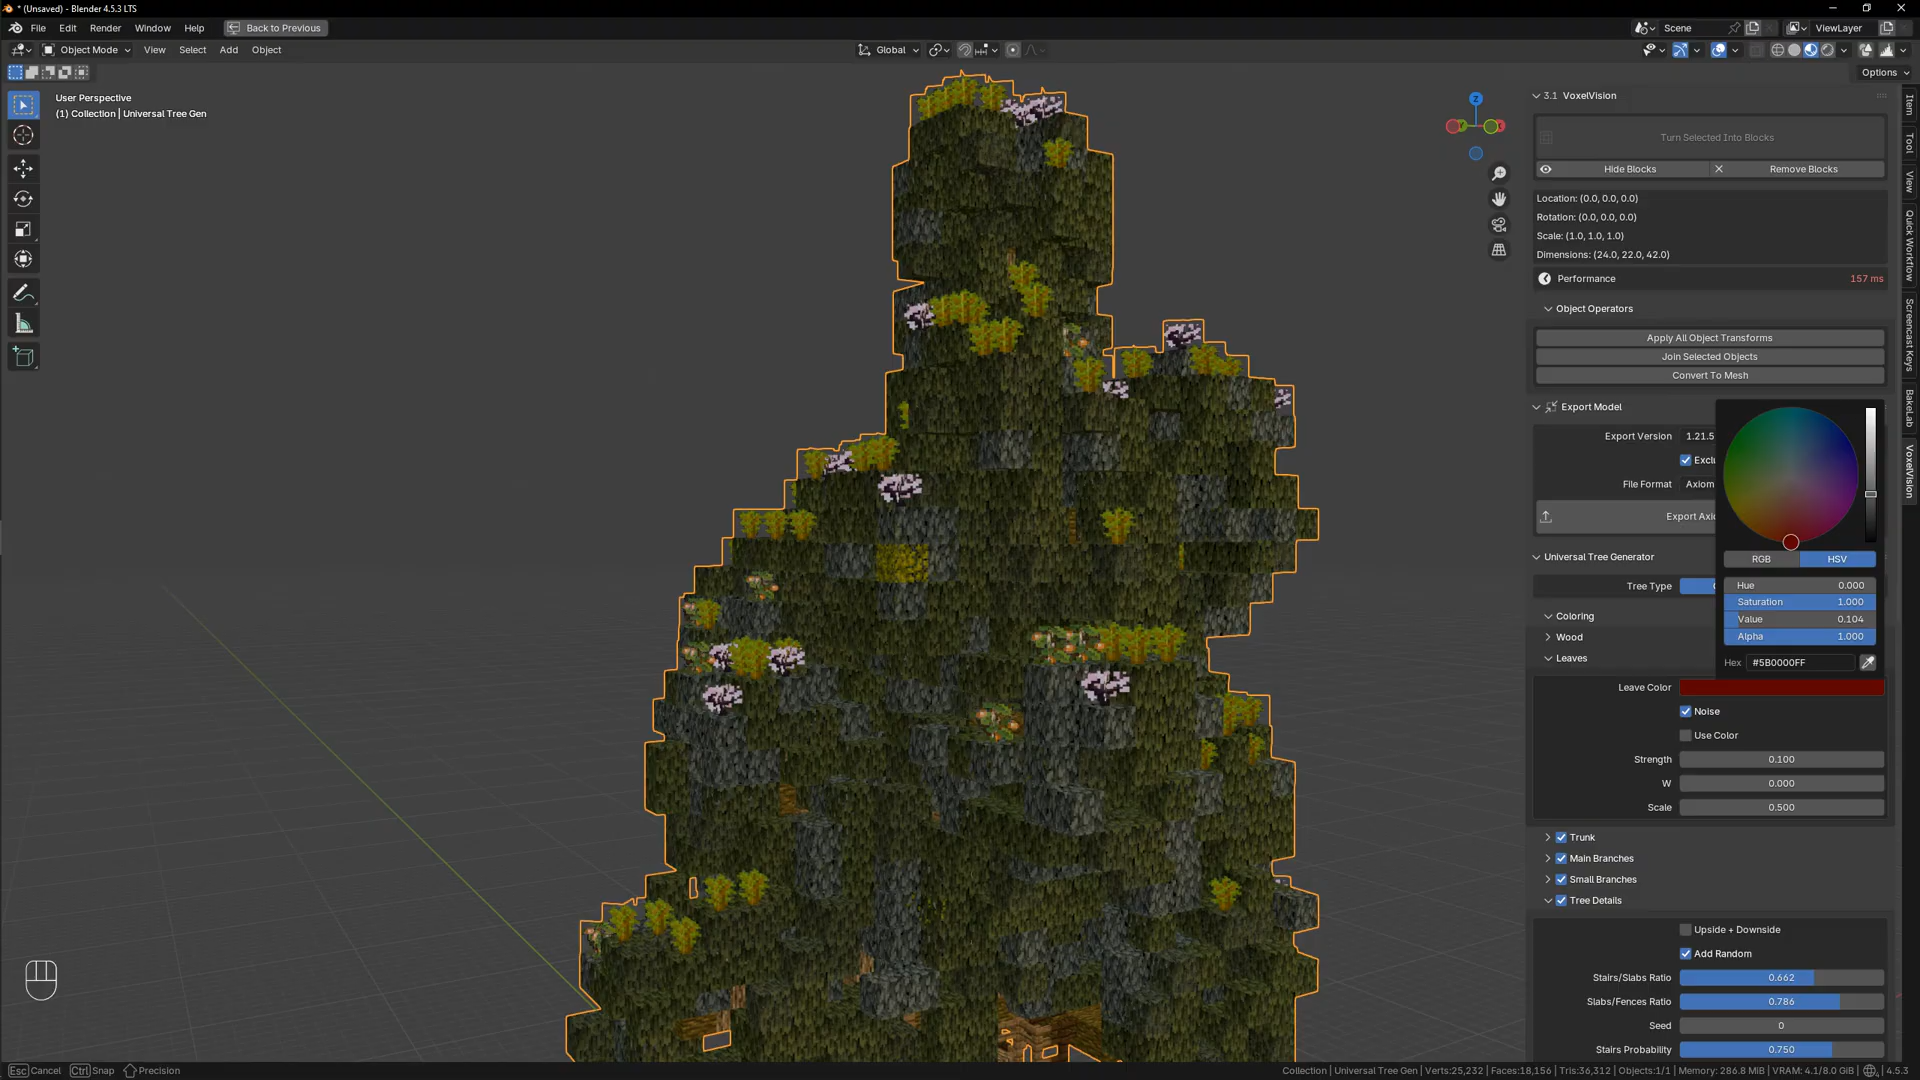 * (Unsaved) - Blender 4.5.3 LTS
File Edit Render Window Help Back to Previous Scene ViewLayer
Object Mode View Select Add Object Global
Options
User Perspective
(1) Collection | Universal Tree Gen
3.1 VoxelVision
Turn Selected Into Blocks
Hide Blocks Remove Blocks
Location: (0.0, 0.0, 0.0)
Rotation: (0.0, 0.0, 0.0)
Scale: (1.0, 1.0, 1.0)
Dimensions: (24.0, 22.0, 42.0)
Performance 157 ms
Object Operators
Apply All Object Transforms
Join Selected Objects
Convert To Mesh
Export Model
Export Version 1.21.5
Exclu
File Format Axiom
Export Axio
Universal Tree Generator
Tree Type
Coloring
Wood
Leaves
RGB HSV
Hue 0.000
Saturation 1.000
Value 0.104
Alpha 1.000
Hex #5B0000FF
Leave Color
Noise
Use Color
Strength 0.100
W 0.000
Scale 0.500
Trunk
Main Branches
Small Branches
Tree Details
Upside + Downside
Add Random
Stairs/Slabs Ratio 0.662
Slabs/Fences Ratio 0.786
Seed 0
Stairs Probability 0.750
Item
Tool
View
Quick Workflow
Screencast Keys
BakeLab
VoxelVision
Z
Esc Cancel Ctrl Snap Precision
Collection | Universal Tree Gen | Verts:25,232 | Faces:18,156 | Tris:36,312 | Objects:1/1 | Memory: 286.8 MiB | VRAM: 4.1/8.0 GiB | 4.5.3